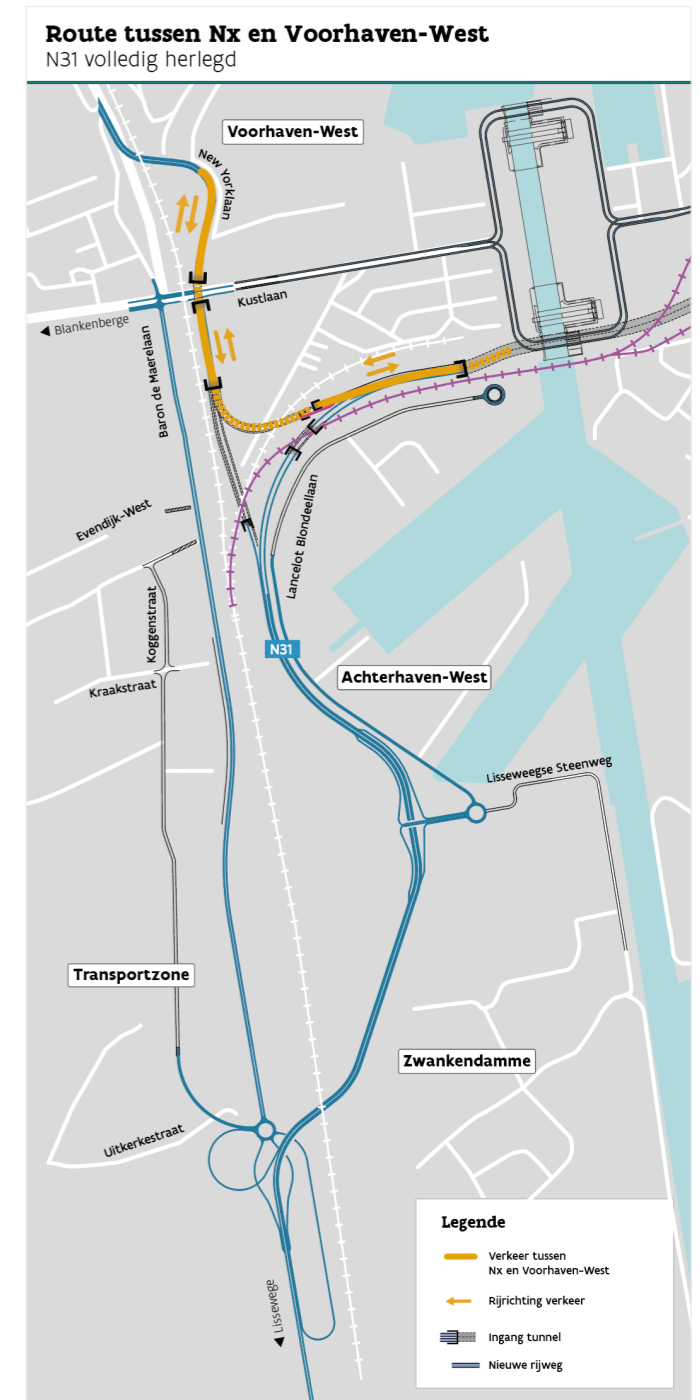 Route tussen Nx en Voorhaven-West
N31 volledig herlegd
Voorhaven-West
New Yorklaan
Kustlaan
◀ Blankenberge
Baron de Maerelaan
Evendijk-West
Lancelot Blondeellaan
Koggenstraat
N31
Achterhaven-West
Kraakstraat
Lisseweegse Steenweg
Transportzone
Zwankendamme
Uitkerkestraat
◀ Lissewege
Legende
Verkeer tussen
Nx en Voorhaven-West
Rijrichting verkeer
Ingang tunnel
Nieuwe rijweg